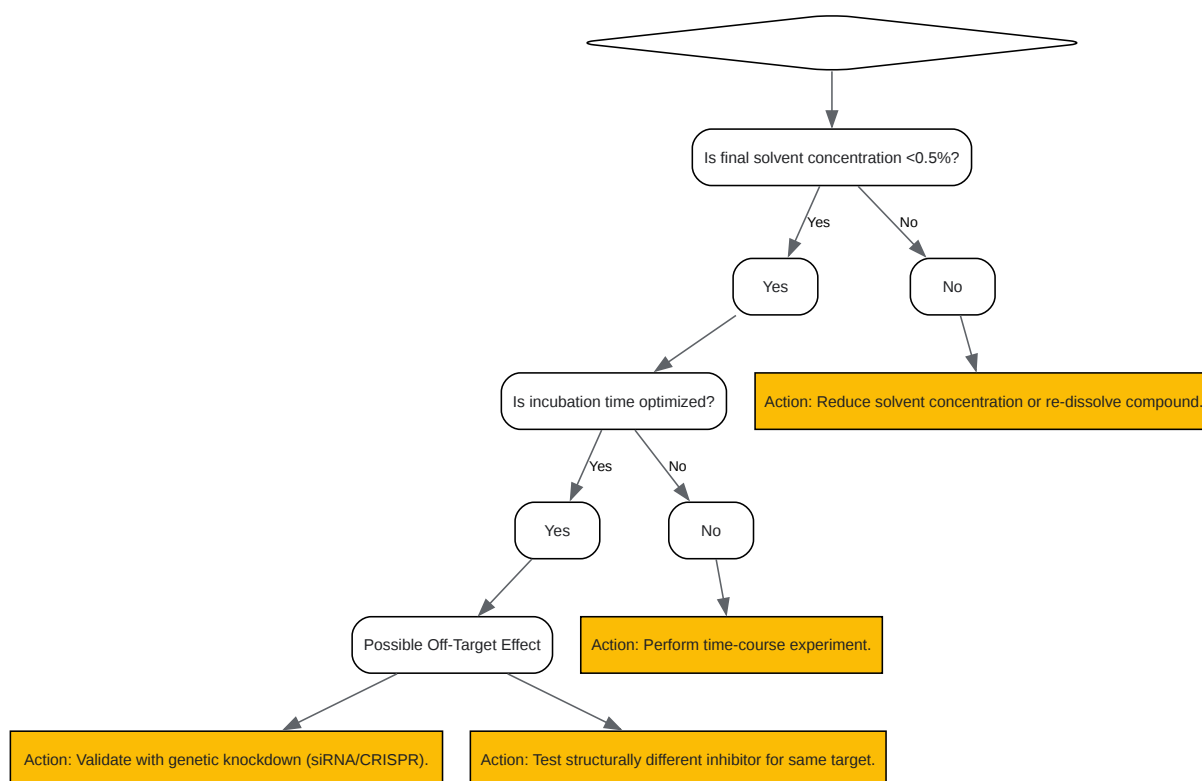 Is final solvent concentration <0.5%?
Yes
No
Yes
No
Is incubation time optimized?
Action: Reduce solvent concentration or re-dissolve compound.
Yes
No
Yes
No
Possible Off-Target Effect
Action: Perform time-course experiment.
Action: Validate with genetic knockdown (siRNA/CRISPR).
Action: Test structurally different inhibitor for same target.